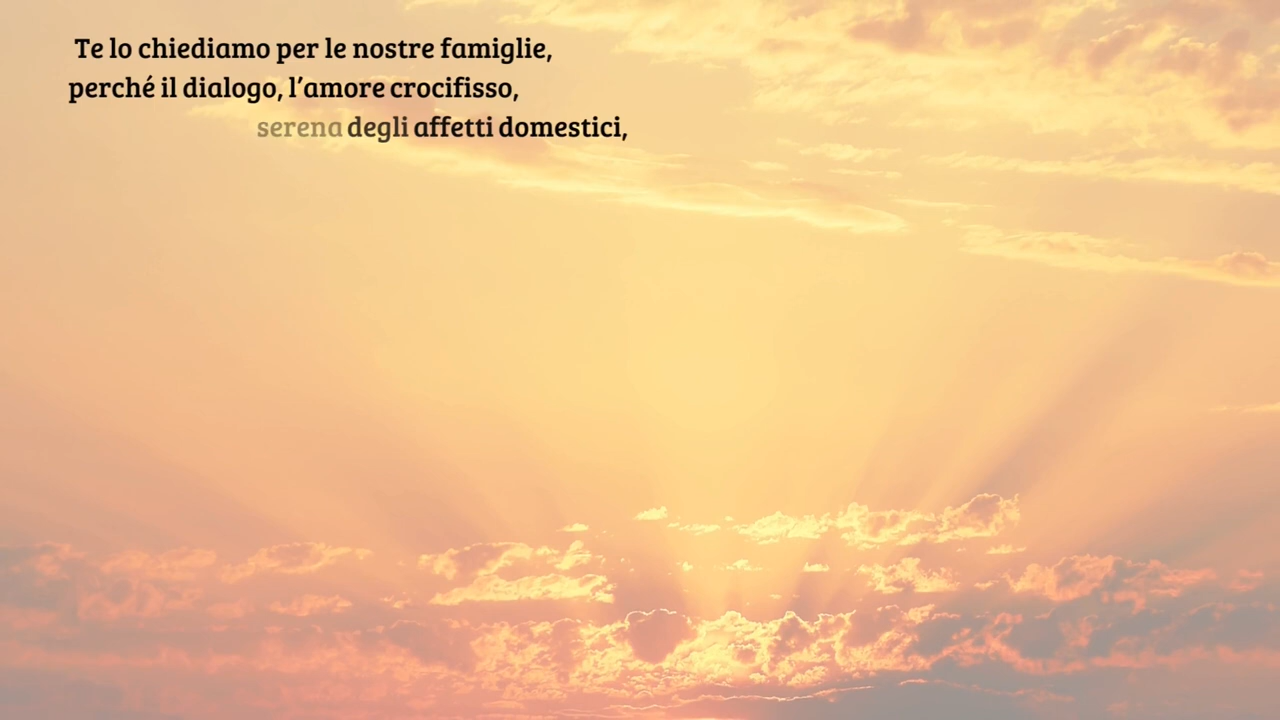 Te lo chiediamo per le nostre famiglie,
perché il dialogo, l’amore crocifisso,
serena degli affetti domestici,